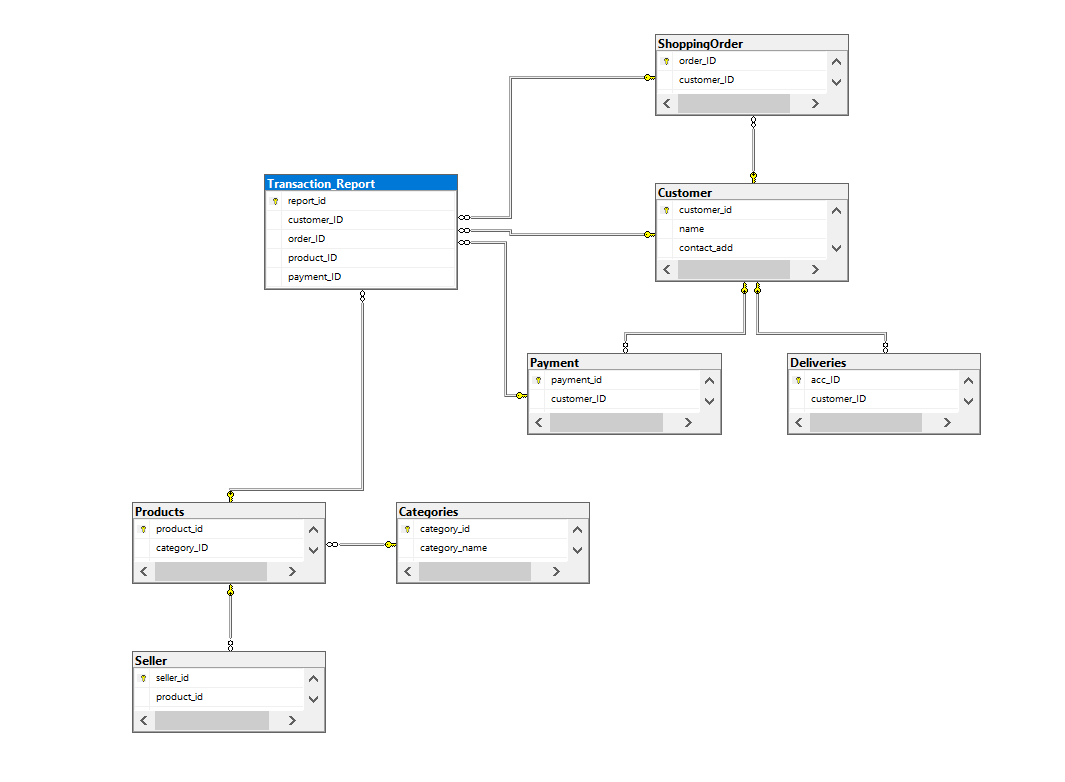 ShoppingOrder
order_ID
customer_ID
Transaction_Report
report_id
customer_ID
order_ID
product_ID
payment_ID
Customer
customer_id
name
contact_add
Payment
payment_id
customer_ID
Deliveries
acc_ID
customer_ID
Products
product_id
category_ID
Categories
category_id
category_name
Seller
seller_id
product_id